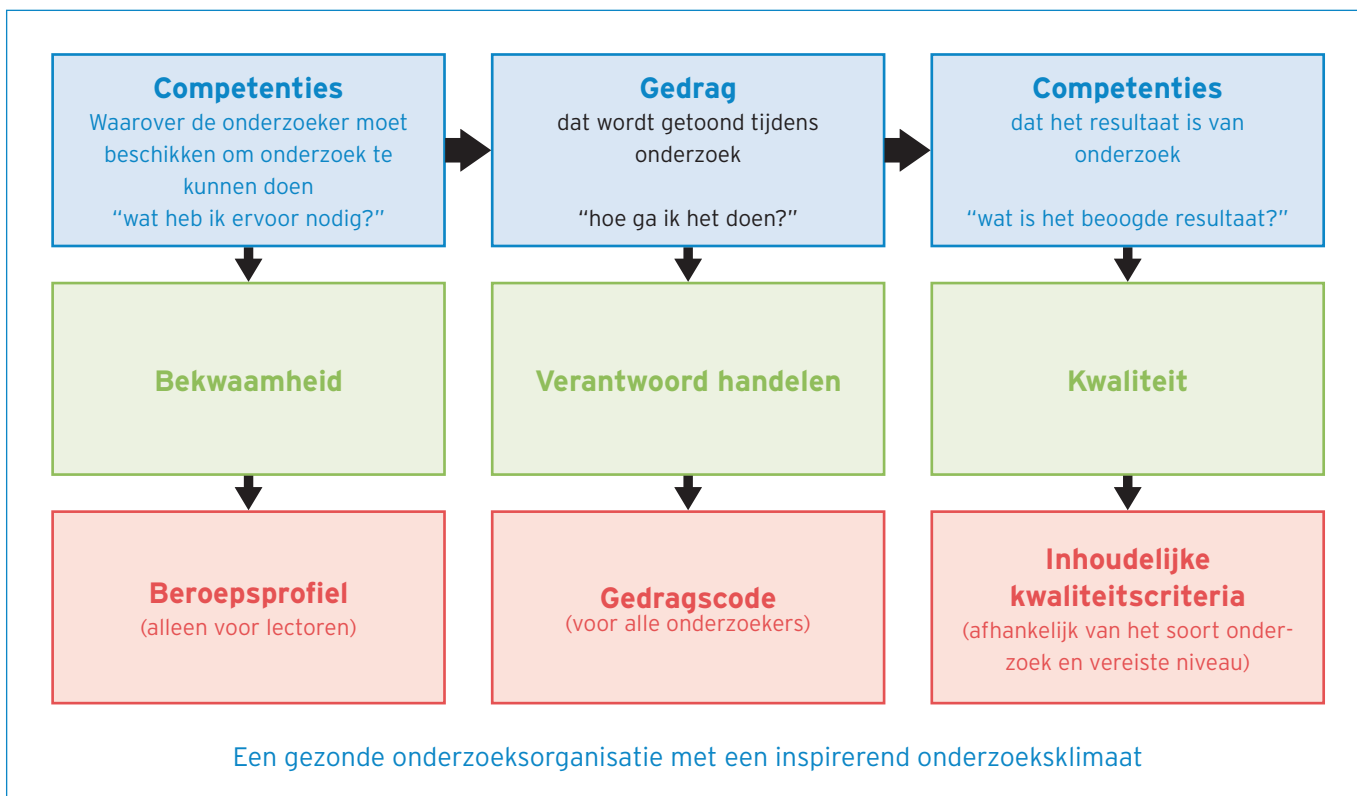 Competenties
Waarover de onderzoeker moet
beschikken om onderzoek te
kunnen doen
“wat heb ik ervoor nodig?”
Gedrag
dat wordt getoond tijdens
onderzoek
“hoe ga ik het doen?”
Competenties
dat het resultaat is van
onderzoek
“wat is het beoogde resultaat?”
Bekwaamheid
Verantwoord handelen
Kwaliteit
Beroepsprofiel
(alleen voor lectoren)
Gedragscode
(voor alle onderzoekers)
Inhoudelijke
kwaliteitscriteria
(afhankelijk van het soort onder-
zoek en vereiste niveau)
Een gezonde onderzoeksorganisatie met een inspirerend onderzoeksklimaat